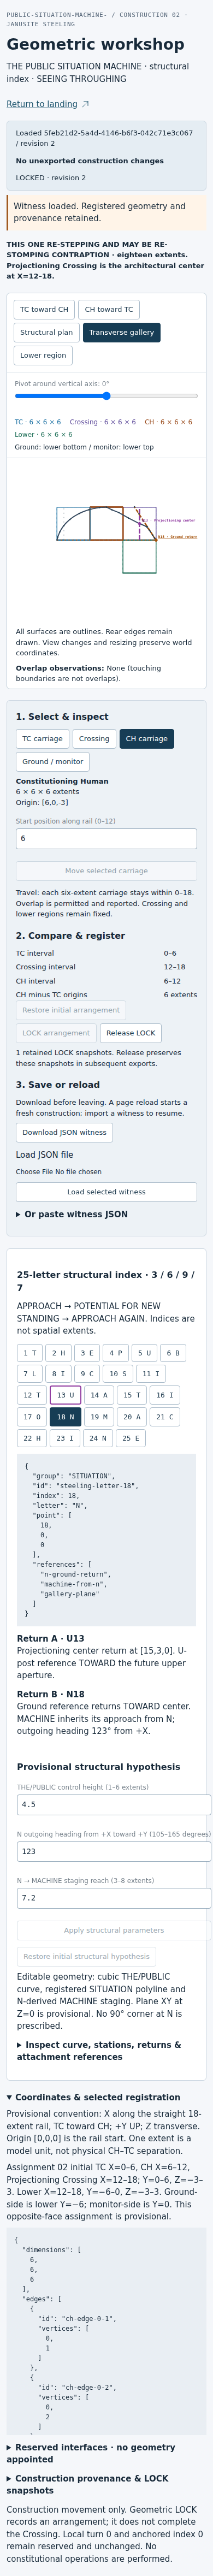 PUBLIC-SITUATION-MACHINE- / CONSTRUCTION 02 ·
JANUSITE STEELING
Geometric workshop
THE PUBLIC SITUATION MACHINE · structural
index · SEEING THROUGHING
Return to landing ↗
Loaded 5feb21d2-5a4d-4146-b6f3-042c71e3c067
/ revision 2
No unexported construction changes
LOCKED · revision 2
Witness loaded. Registered geometry and
provenance retained.
THIS ONE RE-STEPPING AND MAY BE RE-
STOMPING CONTRAPTION · eighteen extents.
Projectioning Crossing is the architectural center
at X=12–18.
TC toward CH
CH toward TC
Structural plan
Transverse gallery
Lower region
Pivot around vertical axis: 0°
TC · 6 × 6 × 6
Crossing · 6 × 6 × 6
CH · 6 × 6 × 6
Lower · 6 × 6 × 6
Ground: lower bottom / monitor: lower top
U13 · Projectioning center
N18 · Ground return
All surfaces are outlines. Rear edges remain
drawn. View changes and resizing preserve world
coordinates.
Overlap observations: None (touching
boundaries are not overlaps).
1. Select & inspect
TC carriage
Crossing
CH carriage
Ground / monitor
Constitutioning Human
6 × 6 × 6 extents
Origin: [6,0,-3]
Start position along rail (0–12)
6
Move selected carriage
Travel: each six-extent carriage stays within 0–18.
Overlap is permitted and reported. Crossing and
lower regions remain fixed.
2. Compare & register
TC interval 0–6
Crossing interval 12–18
CH interval 6–12
CH minus TC origins 6 extents
Restore initial arrangement
LOCK arrangement
Release LOCK
1 retained LOCK snapshots. Release preserves
these snapshots in subsequent exports.
3. Save or reload
Download before leaving. A page reload starts a
fresh construction; import a witness to resume.
Download JSON witness
Load JSON file
Choose File No file chosen
Load selected witness
▶ Or paste witness JSON
25-letter structural index · 3 / 6 / 9 /
7
APPROACH → POTENTIAL FOR NEW
STANDING → APPROACH AGAIN. Indices are
not spatial extents.
1 T
2 H
3 E
4 P
5 U
6 B
7 L
8 I
9 C
10 S
11 I
12 T
13 U
14 A
15 T
16 I
17 O
18 N
19 M
20 A
21 C
22 H
23 I
24 N
25 E
{
"group": "SITUATION",
"id": "steeling-letter-18",
"index": 18,
"letter": "N",
"point": [
18,
0,
0
],
"references": [
"n-ground-return",
"machine-from-n",
"gallery-plane"
]
}
Return A · U13
Projectioning center return at [15,3,0]. U-
post reference TOWARD the future upper
aperture.
Return B · N18
Ground reference returns TOWARD center.
MACHINE inherits its approach from N;
outgoing heading 123° from +X.
Provisional structural hypothesis
THE/PUBLIC control height (1–6 extents)
4.5
N outgoing heading from +X toward +Y (105–165 degrees)
123
N → MACHINE staging reach (3–8 extents)
7.2
Apply structural parameters
Restore initial structural hypothesis
Editable geometry: cubic THE/PUBLIC
curve, registered SITUATION polyline and
N-derived MACHINE staging. Plane XY at
Z=0 is provisional. No 90° corner at N is
prescribed.
▶ Inspect curve, stations, returns &
attachment references
▼ Coordinates & selected registration
Provisional convention: X along the straight 18-
extent rail, TC toward CH; +Y UP; Z transverse.
Origin [0,0,0] is the rail start. One extent is a
model unit, not physical CH–TC separation.
Assignment 02 initial TC X=0–6, CH X=6–12,
Projectioning Crossing X=12–18; Y=0–6, Z=−3–
3. Lower X=12–18, Y=−6–0, Z=−3–3. Ground-
side is lower Y=−6; monitor-side is Y=0. This
opposite-face assignment is provisional.
{
"dimensions": [
6,
6,
6
],
"edges": [
{
"id": "ch-edge-0-1",
"vertices": [
0,
1
]
},
{
"id": "ch-edge-0-2",
"vertices": [
0,
2
]
▶ Reserved interfaces · no geometry
appointed
▶ Construction provenance & LOCK
snapshots
Construction movement only. Geometric LOCK
records an arrangement; it does not complete
the Crossing. Local turn 0 and anchored index 0
remain reserved and unchanged. No
constitutional operations are performed.